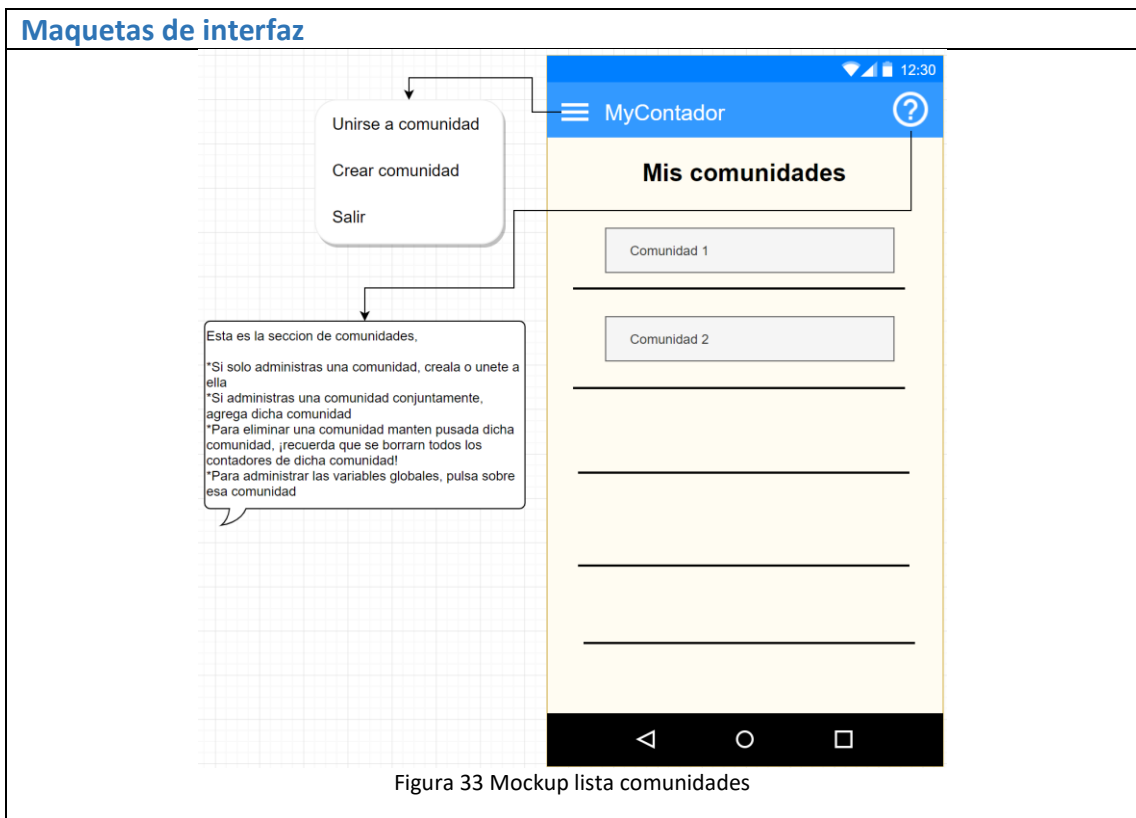 Maquetas de interfaz
12:30
MyContador
Unirse a comunidad
Crear comunidad
Salir
Mis comunidades
Comunidad 1
Comunidad 2
Esta es la seccion de comunidades,
*Si solo administras una comunidad, creala o unete a
ella
*Si administras una comunidad conjuntamente,
agrega dicha comunidad
*Para eliminar una comunidad manten pusada dicha
comunidad, ¡recuerda que se borrarn todos los
contadores de dicha comunidad!
*Para administrar las variables globales, pulsa sobre
esa comunidad
Figura 33 Mockup lista comunidades